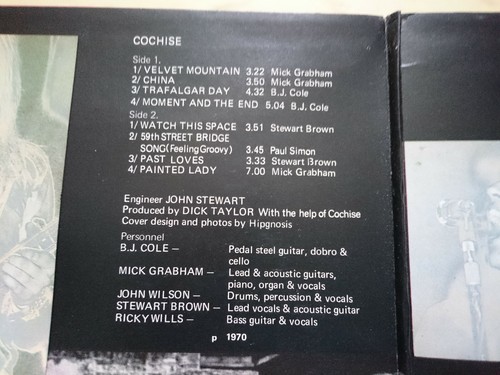 COCHISE
Side 1.
1/ VELVET MOUNTAIN 3.22 Mick Grabham
2/ CHINA 3.50 Mick Grabham
3/ TRAFALGAR DAY 4.32 B.J. Cole
4/ MOMENT AND THE END 5.04 B.J. Cole
Side 2.
1/ WATCH THIS SPACE 3.51 Stewart Brown
2/ 59th STREET BRIDGE
SONG(Feeling Groovy) 3.45 Paul Simon
3/ PAST LOVES 3.33 Stewart Brown
4/ PAINTED LADY 7.00 Mick Grabham
Engineer JOHN STEWART
Produced by DICK TAYLOR With the help of Cochise
Cover design and photos by Hipgnosis
Personnel
B.J. COLE – Pedal steel guitar, dobro &
cello
MICK GRABHAM – Lead & acoustic guitars,
piano, organ & vocals
JOHN WILSON – Drums, percussion & vocals
STEWART BROWN – Lead vocals & acoustic guitar
RICKY WILLS – Bass guitar & vocals
p 1970